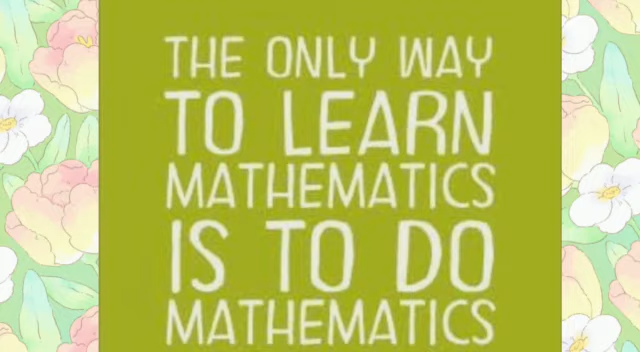 THE ONLY WAY
TO LEARN
MATHEMATICS
IS TO DO
MATHEMATICS